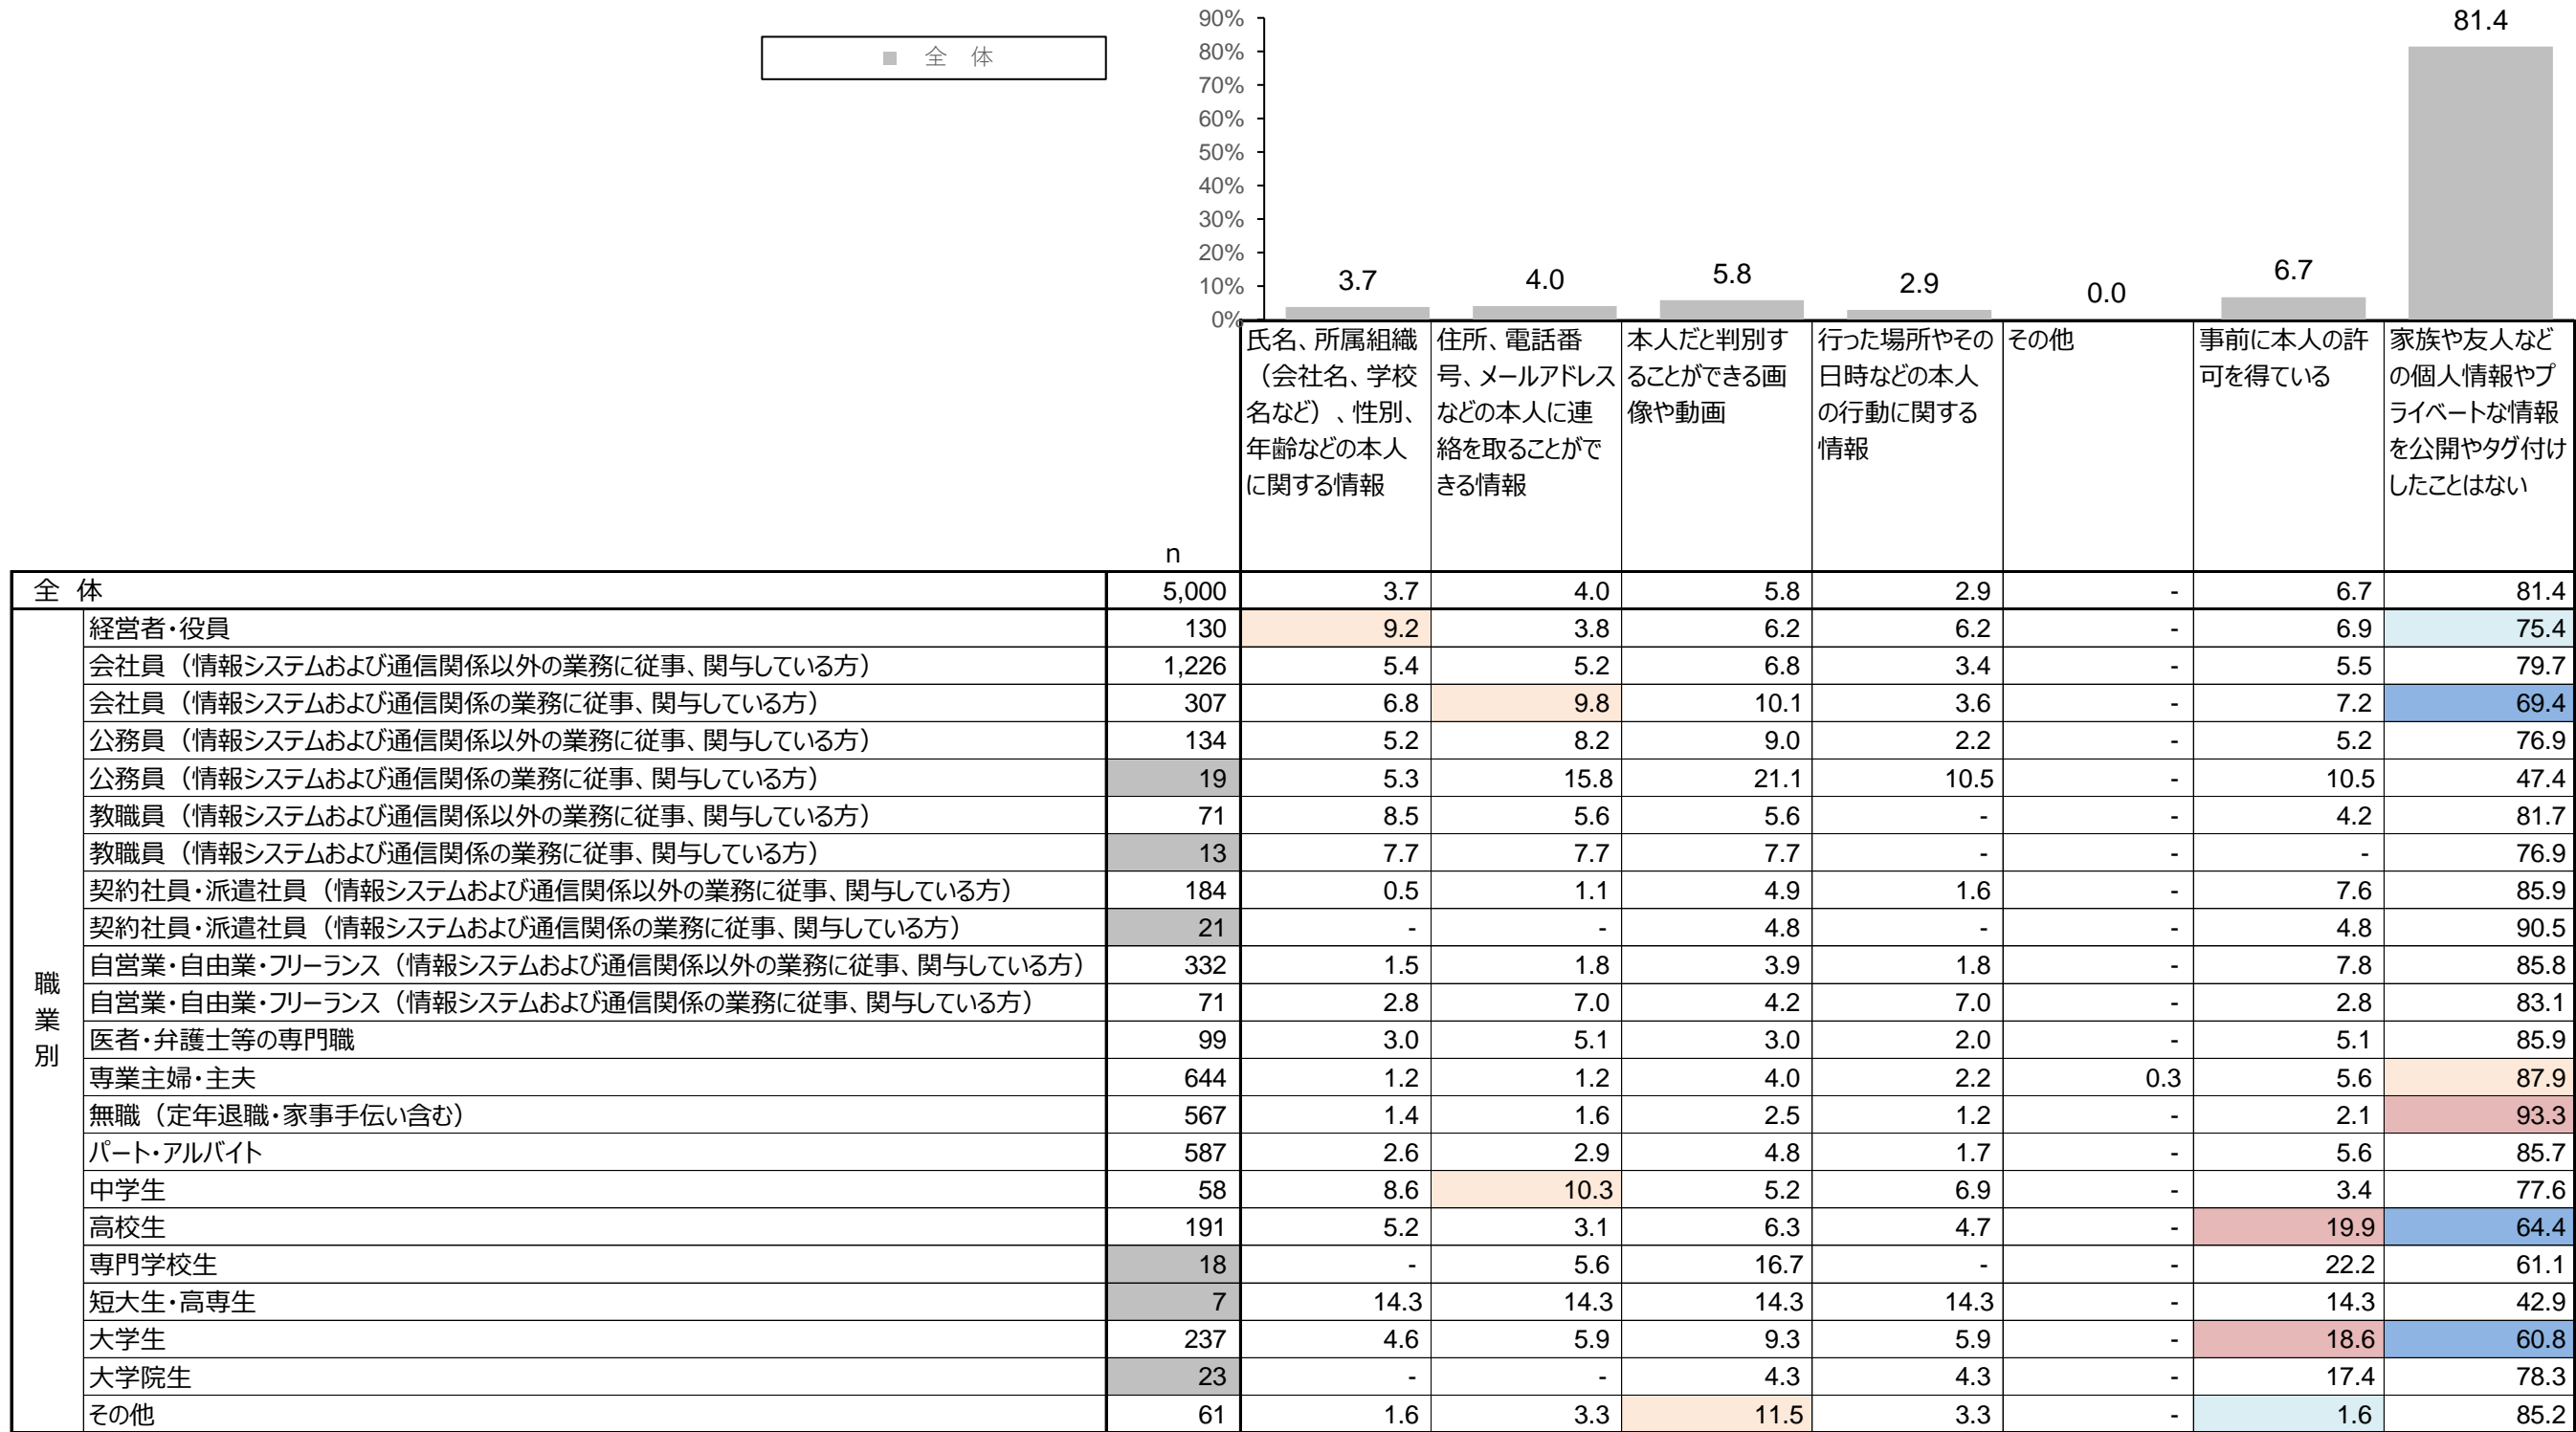 90%
80%
70%
60%
50%
40%
30%
20%
10%
0%
■ 全 体
3.7 4.0 5.8 2.9 0.0 6.7 81.4
氏名、所属組織
（会社名、学校
名など）、性別、
年齢などの本人
に関する情報
住所、電話番
号、メールアドレス
などの本人に連
絡を取ることがで
きる情報
本人だと判別す
ることができる画
像や動画
行った場所やその
日時などの本人
の行動に関する
情報
その他
事前に本人の許
可を得ている
家族や友人など
の個人情報やプ
ライベートな情報
を公開やタグ付け
したことはない
n
全 体 5,000 3.7 4.0 5.8 2.9 - 6.7 81.4
職業別
経営者・役員 130 9.2 3.8 6.2 6.2 - 6.9 75.4
会社員（情報システムおよび通信関係以外の業務に従事、関与している方） 1,226 5.4 5.2 6.8 3.4 - 5.5 79.7
会社員（情報システムおよび通信関係の業務に従事、関与している方） 307 6.8 9.8 10.1 3.6 - 7.2 69.4
公務員（情報システムおよび通信関係以外の業務に従事、関与している方） 134 5.2 8.2 9.0 2.2 - 5.2 76.9
公務員（情報システムおよび通信関係の業務に従事、関与している方） 19 5.3 15.8 21.1 10.5 - 10.5 47.4
教職員（情報システムおよび通信関係以外の業務に従事、関与している方） 71 8.5 5.6 5.6 - - 4.2 81.7
教職員（情報システムおよび通信関係の業務に従事、関与している方） 13 7.7 7.7 7.7 - - - 76.9
契約社員・派遣社員（情報システムおよび通信関係以外の業務に従事、関与している方） 184 0.5 1.1 4.9 1.6 - 7.6 85.9
契約社員・派遣社員（情報システムおよび通信関係の業務に従事、関与している方） 21 - - 4.8 - - 4.8 90.5
自営業・自由業・フリーランス（情報システムおよび通信関係以外の業務に従事、関与している方） 332 1.5 1.8 3.9 1.8 - 7.8 85.8
自営業・自由業・フリーランス（情報システムおよび通信関係の業務に従事、関与している方） 71 2.8 7.0 4.2 7.0 - 2.8 83.1
医者・弁護士等の専門職 99 3.0 5.1 3.0 2.0 - 5.1 85.9
専業主婦・主夫 644 1.2 1.2 4.0 2.2 0.3 5.6 87.9
無職（定年退職・家事手伝い含む） 567 1.4 1.6 2.5 1.2 - 2.1 93.3
パート・アルバイト 587 2.6 2.9 4.8 1.7 - 5.6 85.7
中学生 58 8.6 10.3 5.2 6.9 - 3.4 77.6
高校生 191 5.2 3.1 6.3 4.7 - 19.9 64.4
専門学校生 18 - 5.6 16.7 - - 22.2 61.1
短大生・高専生 7 14.3 14.3 14.3 14.3 - 14.3 42.9
大学生 237 4.6 5.9 9.3 5.9 - 18.6 60.8
大学院生 23 - - 4.3 4.3 - 17.4 78.3
その他 61 1.6 3.3 11.5 3.3 - 1.6 85.2